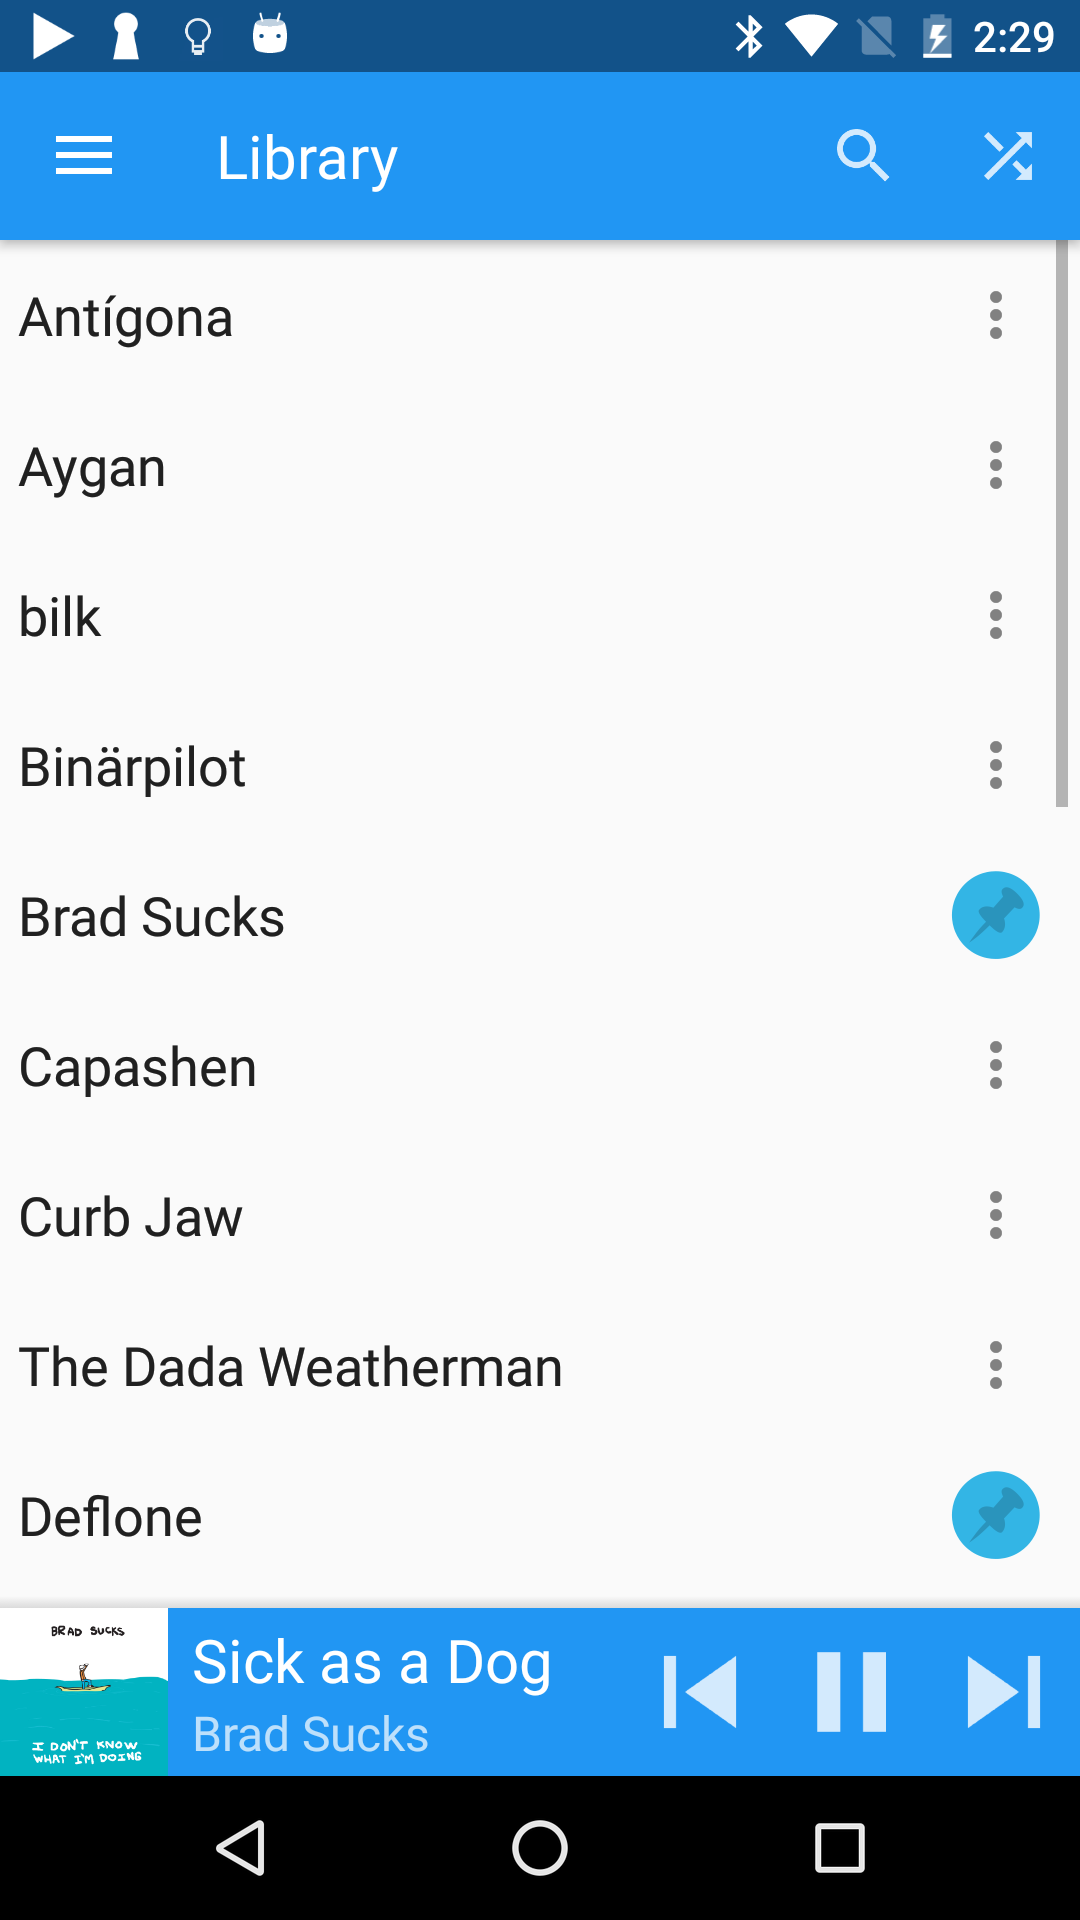 2:29
Library
Antígona
Aygan
bilk
Binärpilot
Brad Sucks
Capashen
Curb Jaw
The Dada Weatherman
Deflone
BRAD SUCKS
I DON'T KNOW
WHAT I'M DOING
Sick as a Dog
Brad Sucks